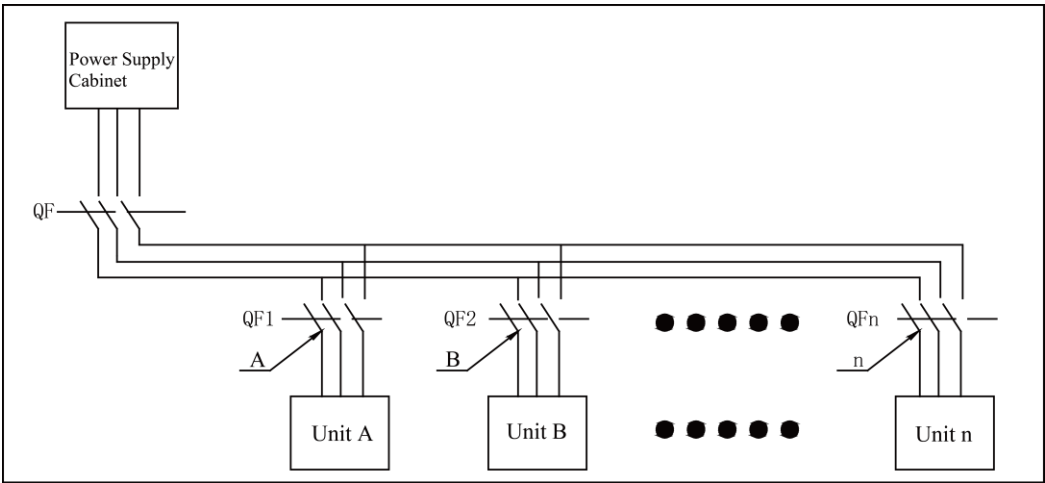 Power Supply
Cabinet
QF
QF1
QF2
QFn
A
B
n
Unit A
Unit B
Unit n